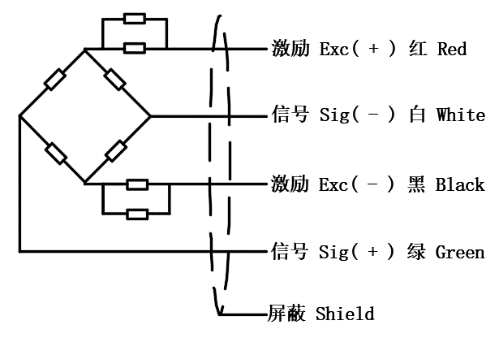 激励 Exc( + ) 红 Red
信号 Sig( - ) 白 White
激励 Exc( - ) 黑 Black
信号 Sig( + ) 绿 Green
屏蔽 Shield